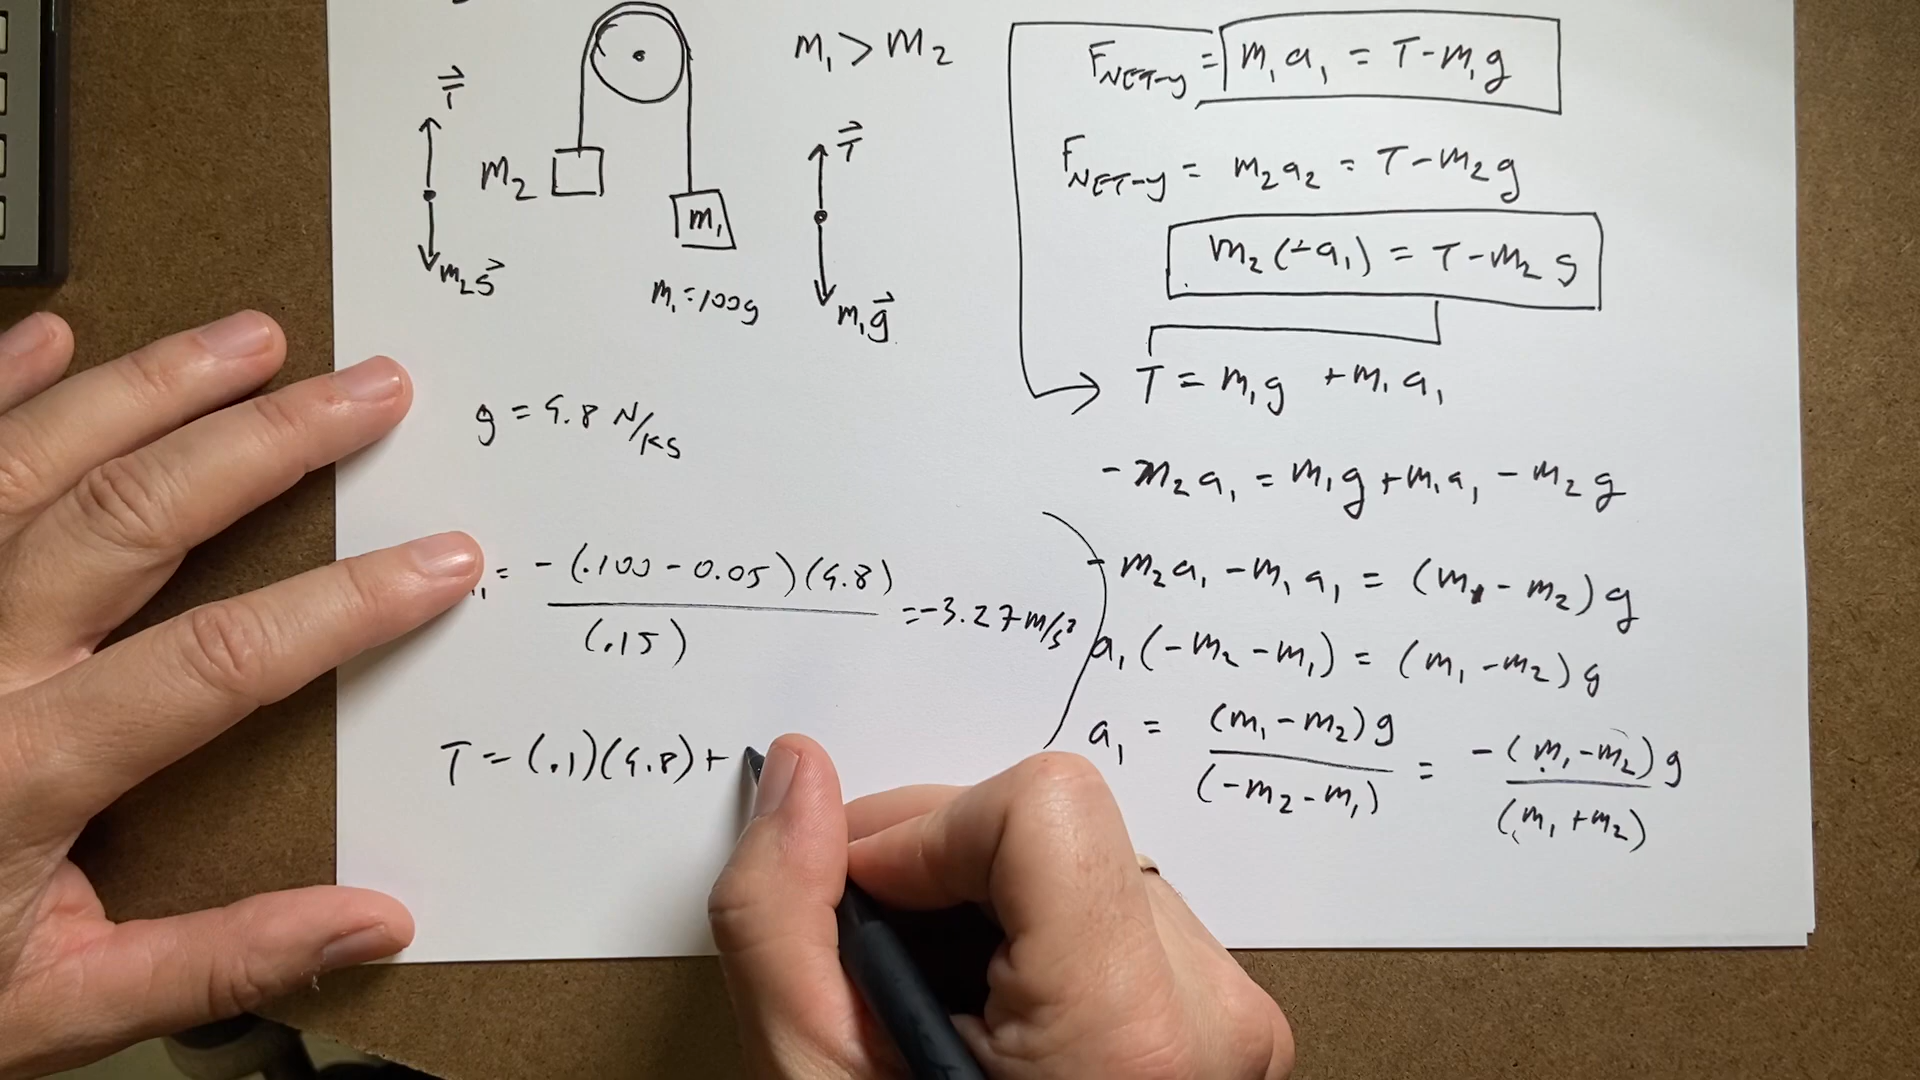 m₁ > m₂
T⃗
m₂
m₁
m₂g⃗
m₁ = 100g
T⃗
m₁g⃗
g = 9.8 N/kg
₁ = -(.100 - 0.05)(9.8) / (.15) = -3.27 m/s²
T = (.1)(9.8) +
F_NET-y = m₁a₁ = T - m₁g
F_NET-y = m₂a₂ = T - m₂g
m₂(-a₁) = T - m₂g
T = m₁g + m₁a₁
-m₂a₁ = m₁g + m₁a₁ - m₂g
-m₂a₁ - m₁a₁ = (m₁ - m₂)g
a₁(-m₂ - m₁) = (m₁ - m₂)g
a₁ = (m₁ - m₂)g / (-m₂ - m₁) = -(m₁ - m₂)g / (m₁ + m₂)